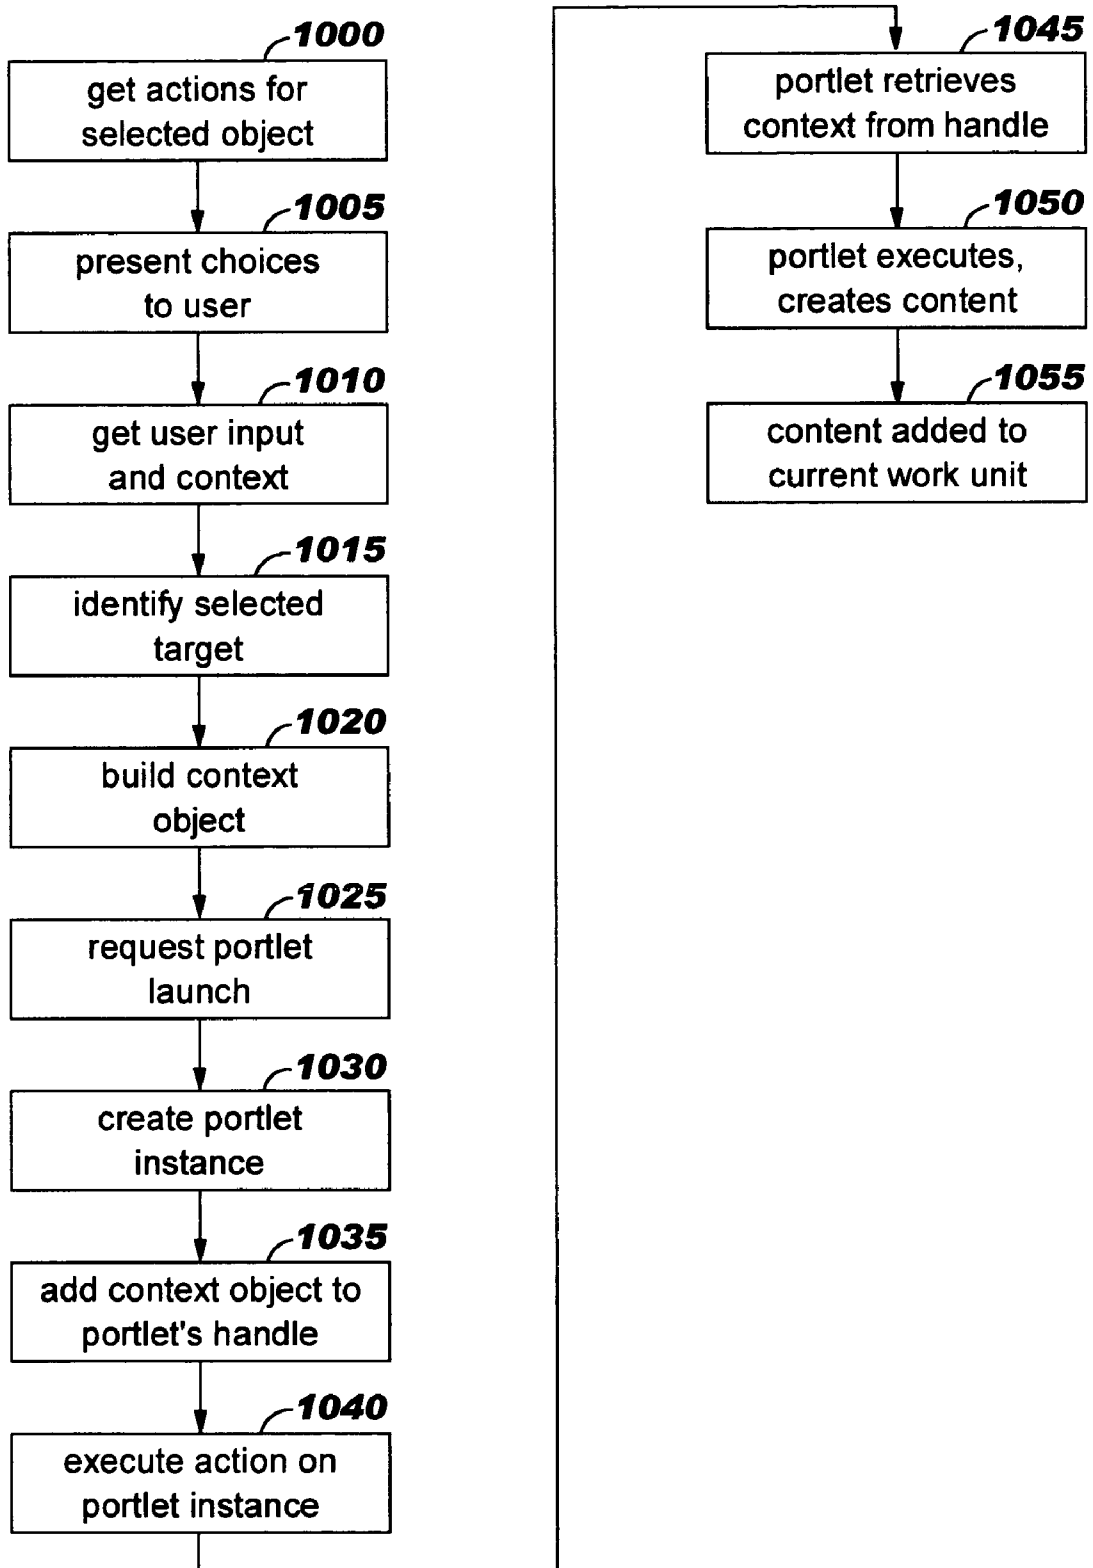 1000
get actions for
selected object
1005
present choices
to user
1010
get user input
and context
1015
identify selected
target
1020
build context
object
1025
request portlet
launch
1030
create portlet
instance
1035
add context object to
portlet's handle
1040
execute action on
portlet instance
1045
portlet retrieves
context from handle
1050
portlet executes,
creates content
1055
content added to
current work unit